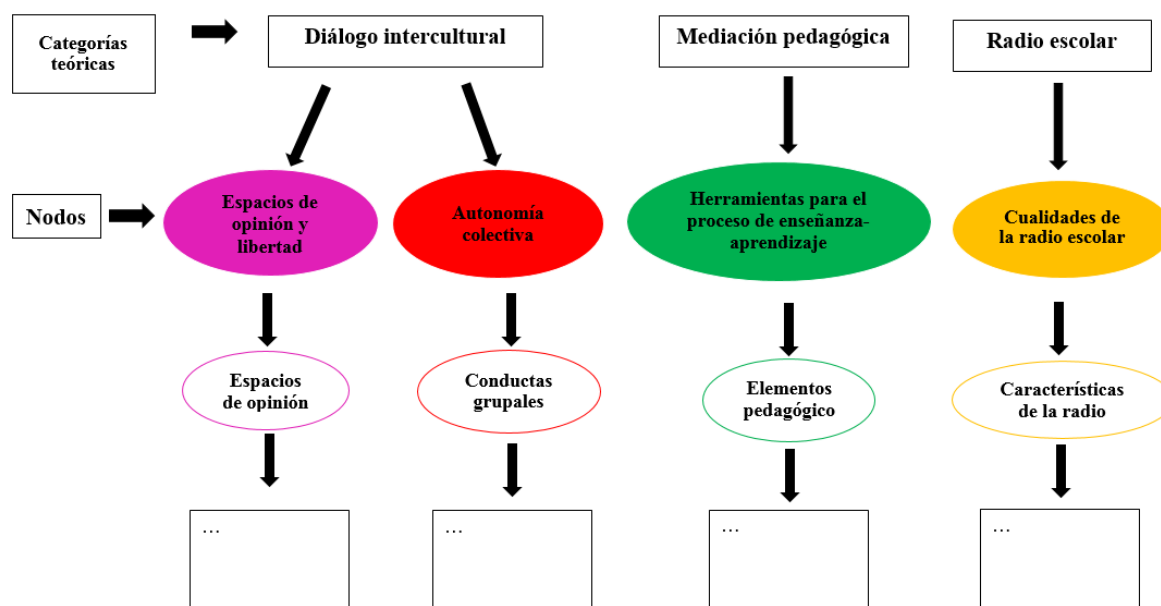 Categorías
teóricas
Diálogo intercultural
Mediación pedagógica
Radio escolar
Nodos
Espacios de
opinión y
libertad
Autonomía
colectiva
Herramientas para el
proceso de enseñanza-
aprendizaje
Cualidades de
la radio escolar
Espacios
de opinión
Conductas
grupales
Elementos
pedagógico
Características
de la radio
…
…
…
…